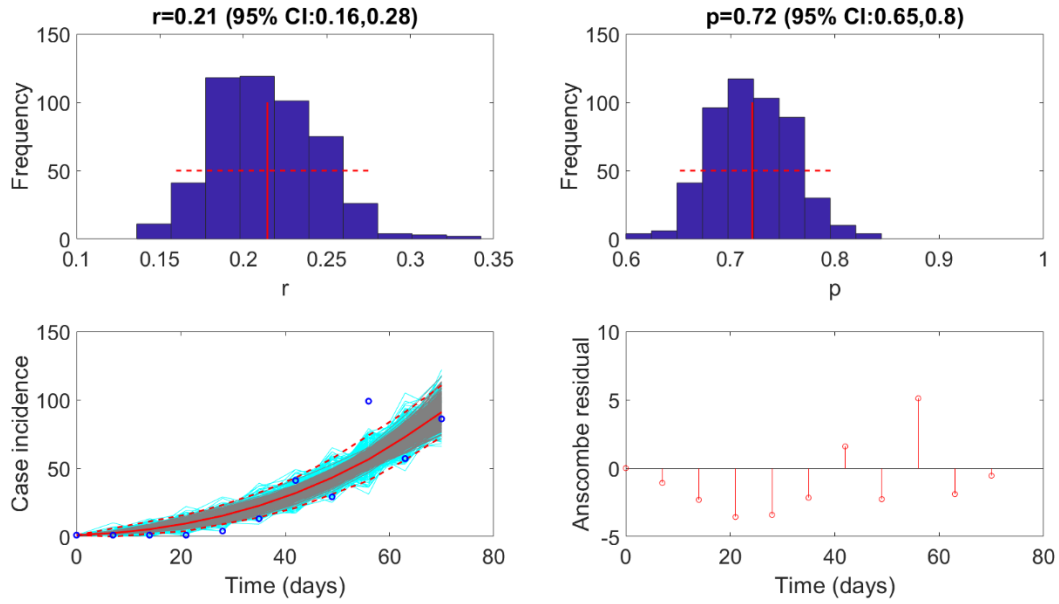 r=0.21 (95% CI:0.16,0.28)
150
100
50
0
Frequency
0.1 0.15 0.2 0.25 0.3 0.35
r
p=0.72 (95% CI:0.65,0.8)
150
100
50
0
Frequency
0.6 0.7 0.8 0.9 1
p
150
100
50
0
Case incidence
0 20 40 60 80
Time (days)
10
5
0
-5
Anscombe residual
0 20 40 60 80
Time (days)